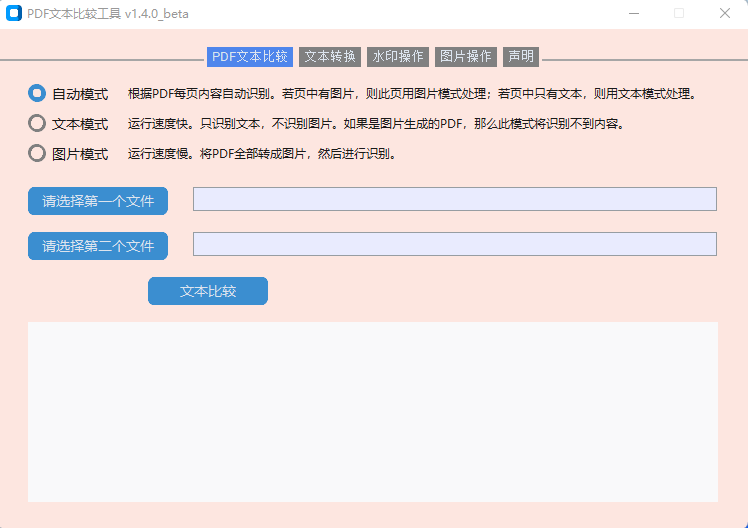 PDF文本比较工具 v1.4.0_beta
PDF文本比较 文本转换 水印操作 图片操作 声明
自动模式 根据PDF每页内容自动识别。若页中有图片，则此页用图片模式处理；若页中只有文本，则用文本模式处理。
文本模式 运行速度快。只识别文本，不识别图片。如果是图片生成的PDF，那么此模式将识别不到内容。
图片模式 运行速度慢。将PDF全部转成图片，然后进行识别。
请选择第一个文件
请选择第二个文件
文本比较